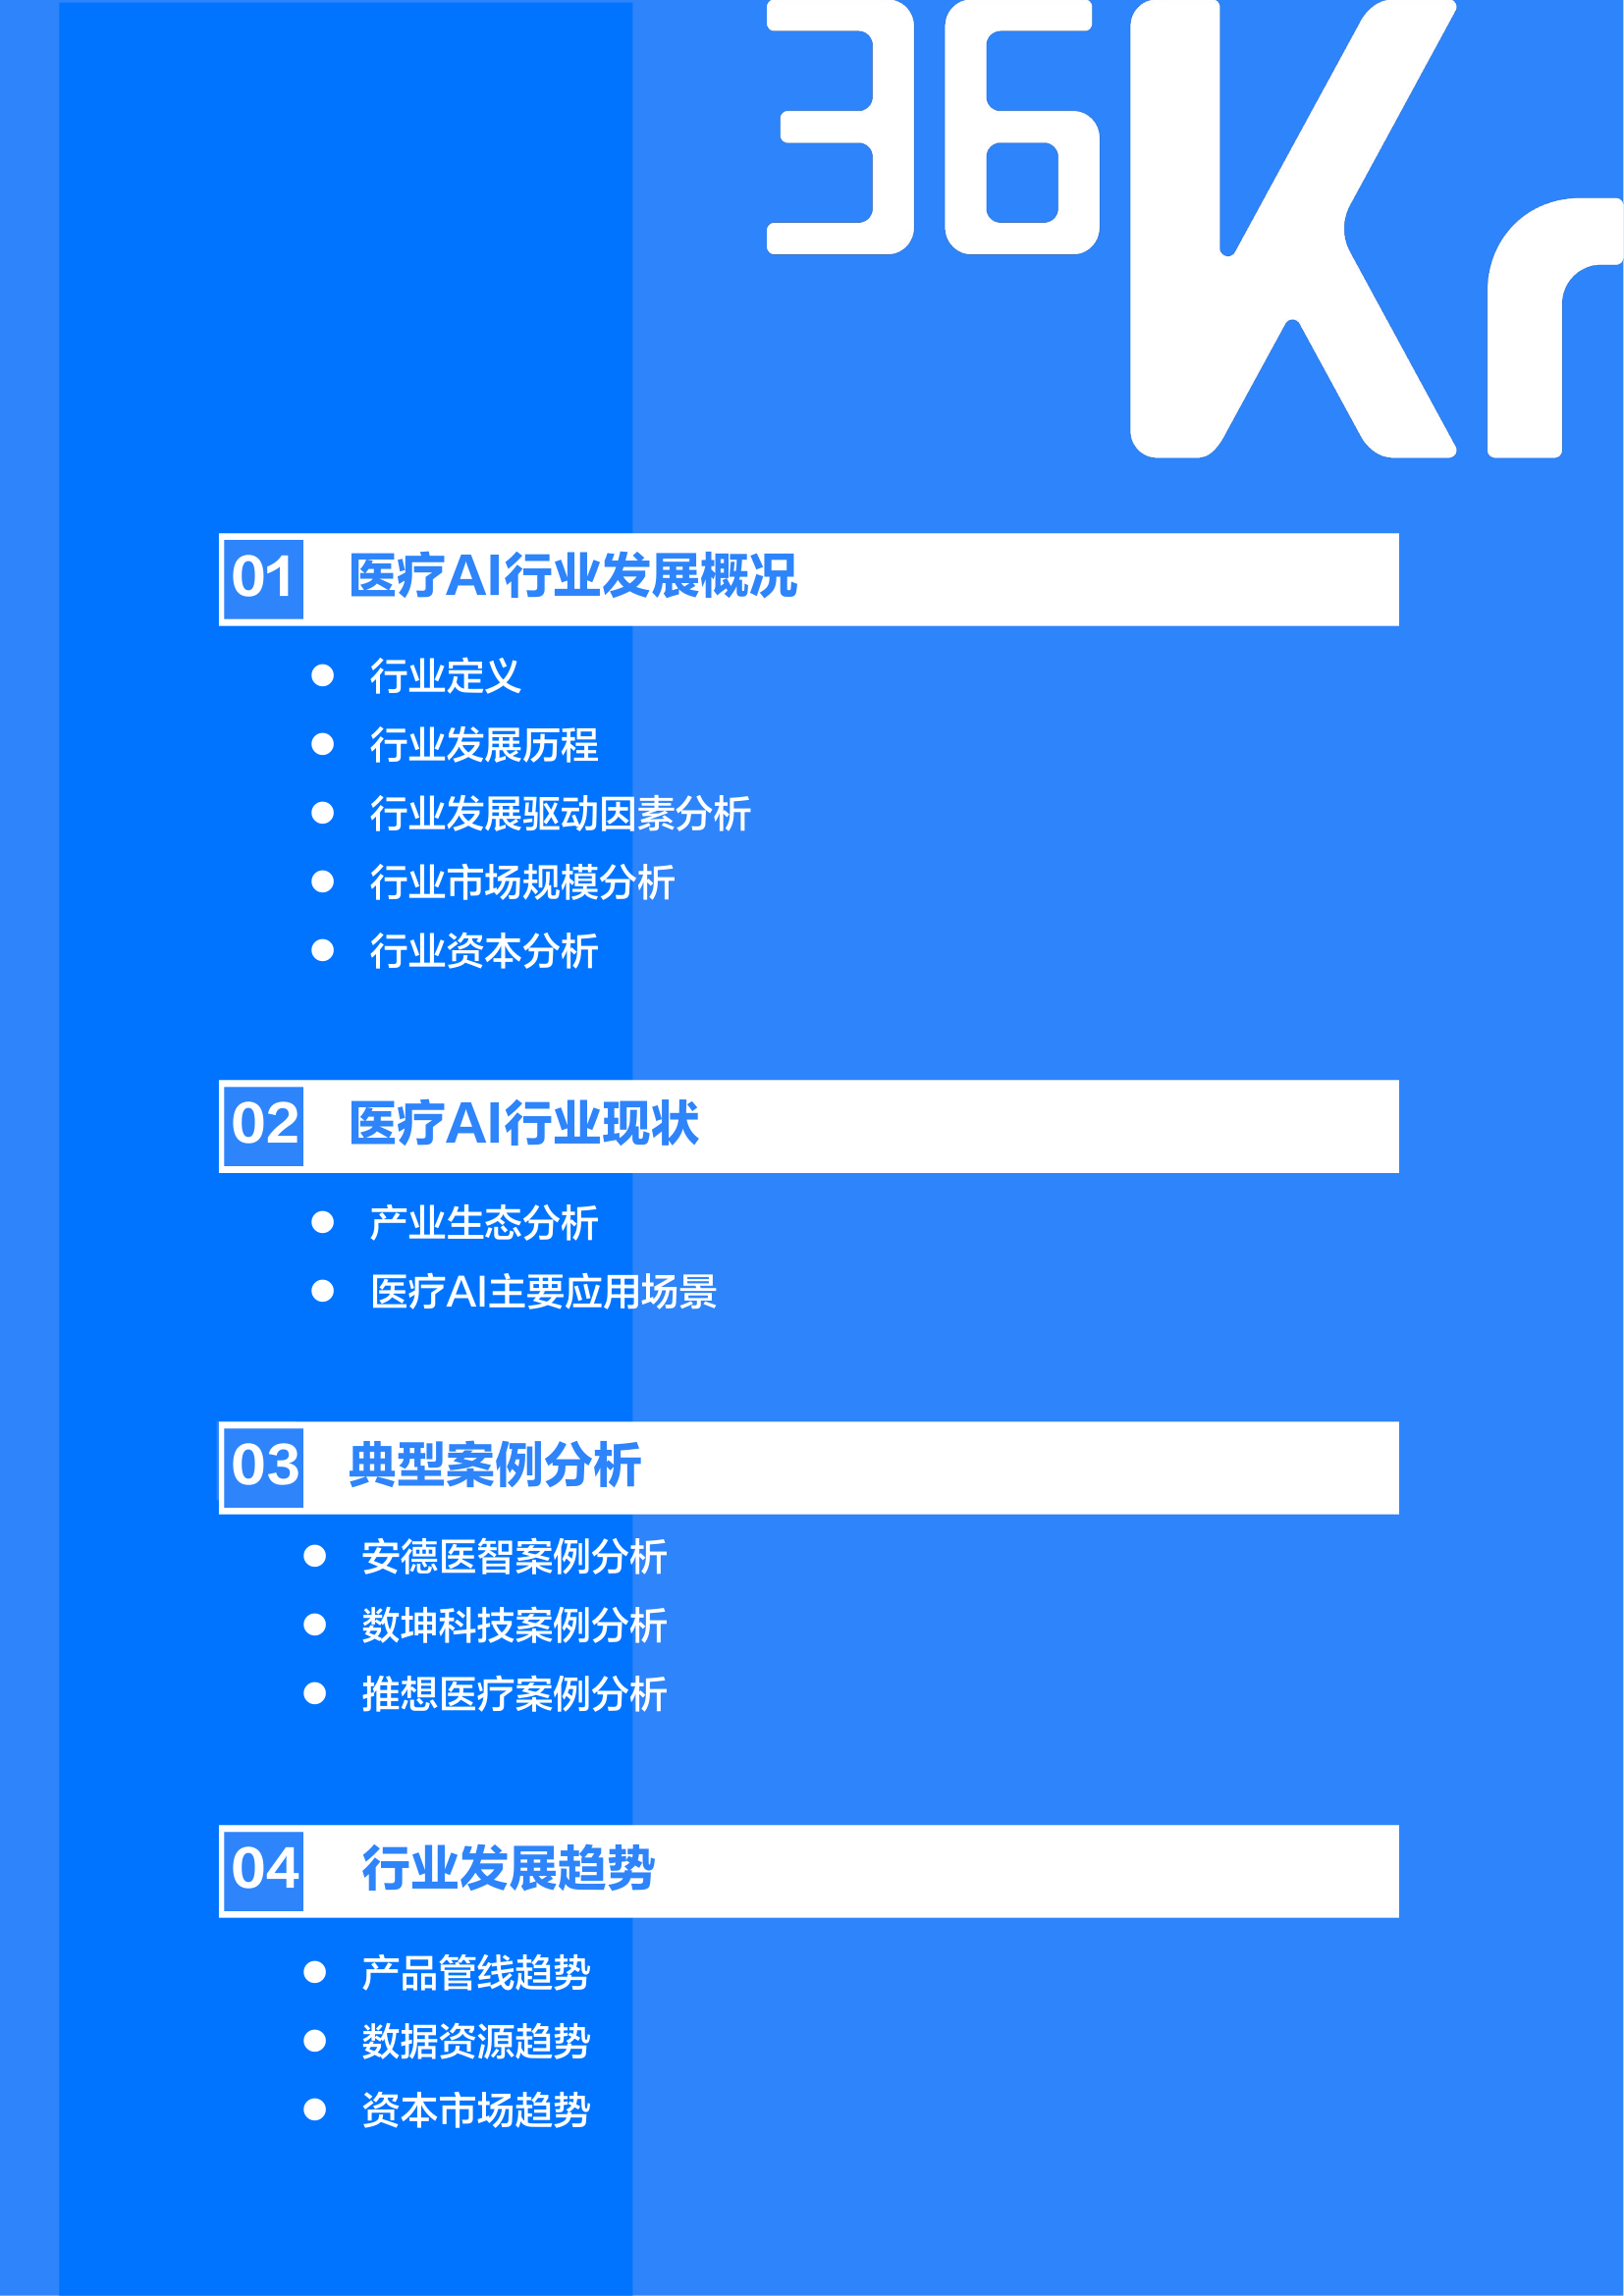 36Kr
01 医疗AI行业发展概况
● 行业定义
● 行业发展历程
● 行业发展驱动因素分析
● 行业市场规模分析
● 行业资本分析
02 医疗AI行业现状
● 产业生态分析
● 医疗AI主要应用场景
03 典型案例分析
● 安德医智案例分析
● 数坤科技案例分析
● 推想医疗案例分析
04 行业发展趋势
● 产品管线趋势
● 数据资源趋势
● 资本市场趋势